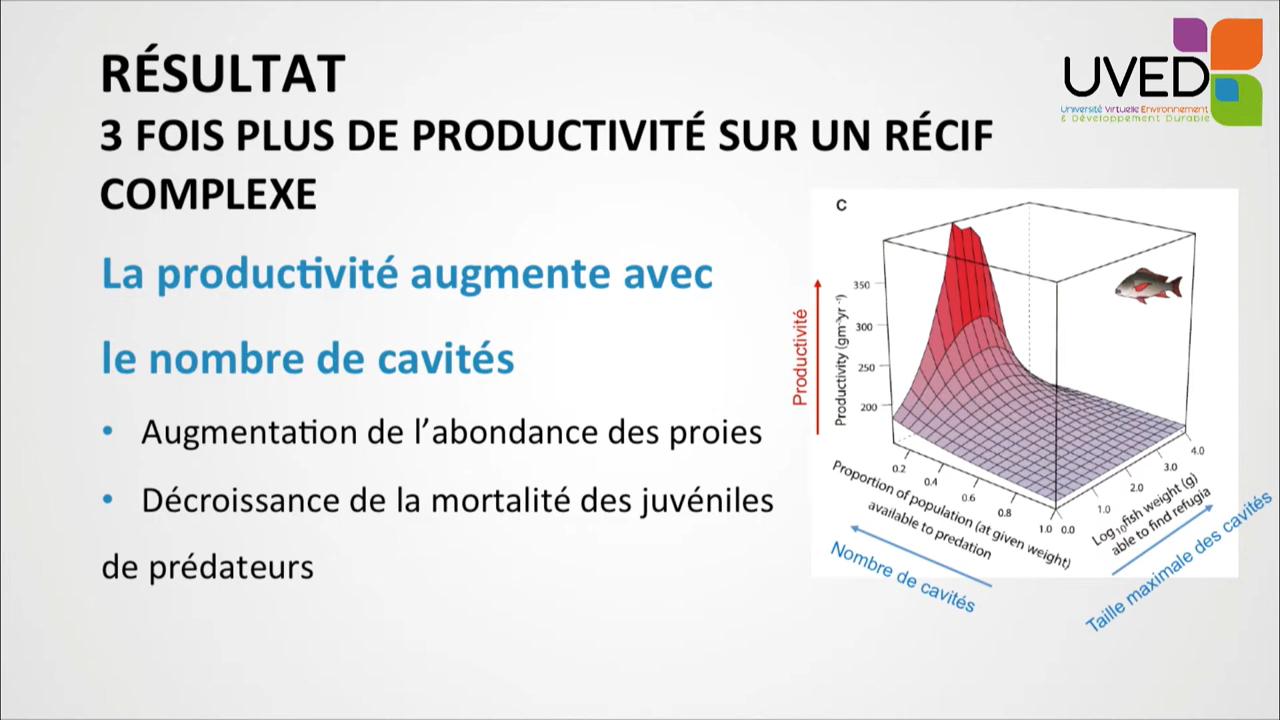 RÉSULTAT
3 FOIS PLUS DE PRODUCTIVITÉ SUR UN RÉCIF
COMPLEXE
UVED
Université Virtuelle Environnement
& Développement Durable
La productivité augmente avec
le nombre de cavités
• Augmentation de l’abondance des proies
• Décroissance de la mortalité des juvéniles
de prédateurs
C
Productivité
Productivity (gm⁻²yr⁻¹)
350
300
250
200
0.2
0.4
0.6
0.8
1.0
0.0
1.0
2.0
3.0
4.0
Proportion of population (at given weight)
available to predation
Log₁₀fish weight (g)
able to find refugia
Nombre de cavités
Taille maximale des cavités